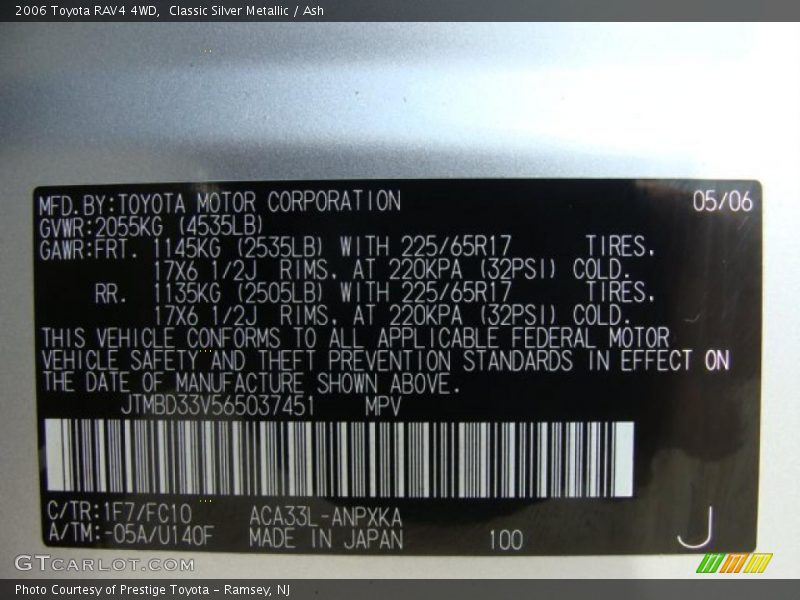 2006 Toyota RAV4 4WD,  Classic Silver Metallic / Ash
MFD.BY:TOYOTA MOTOR CORPORATION 05/06
GVWR:2055KG (4535LB)
GAWR:FRT. 1145KG (2535LB) WITH 225/65R17 TIRES,
17X6 1/2J RIMS, AT 220KPA (32PSI) COLD.
RR. 1135KG (2505LB) WITH 225/65R17 TIRES,
17X6 1/2J RIMS, AT 220KPA (32PSI) COLD.
THIS VEHICLE CONFORMS TO ALL APPLICABLE FEDERAL MOTOR
VEHICLE SAFETY AND THEFT PREVENTION STANDARDS IN EFFECT ON
THE DATE OF MANUFACTURE SHOWN ABOVE.
JTMBD33V565037451 MPV
C/TR:1F7/FC10 ACA33L-ANPXKA
A/TM:-05A/U140F MADE IN JAPAN 100 J
GTCARLOT.COM
Photo Courtesy of Prestige Toyota - Ramsey, NJ